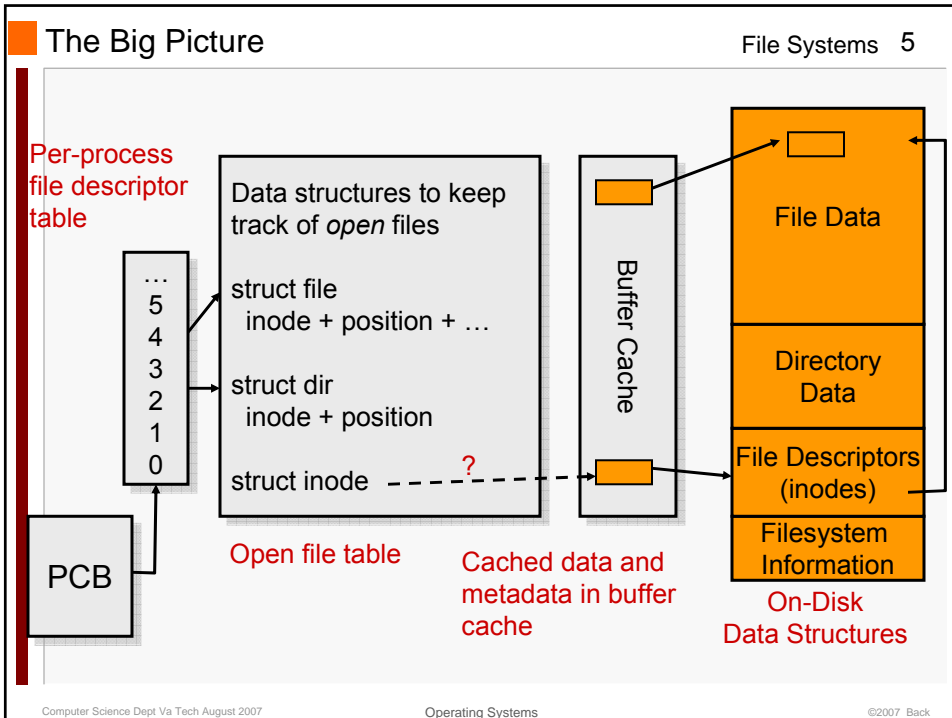 The Big Picture
File Systems 5
Per-process
file descriptor
table
…
5
4
3
2
1
0
PCB
Data structures to keep
track of open files
struct file
inode + position + …
struct dir
inode + position
struct inode
?
Open file table
Buffer Cache
Cached data and
metadata in buffer
cache
File Data
Directory
Data
File Descriptors
(inodes)
Filesystem
Information
On-Disk
Data Structures
Computer Science Dept Va Tech August 2007
Operating Systems
©2007 Back